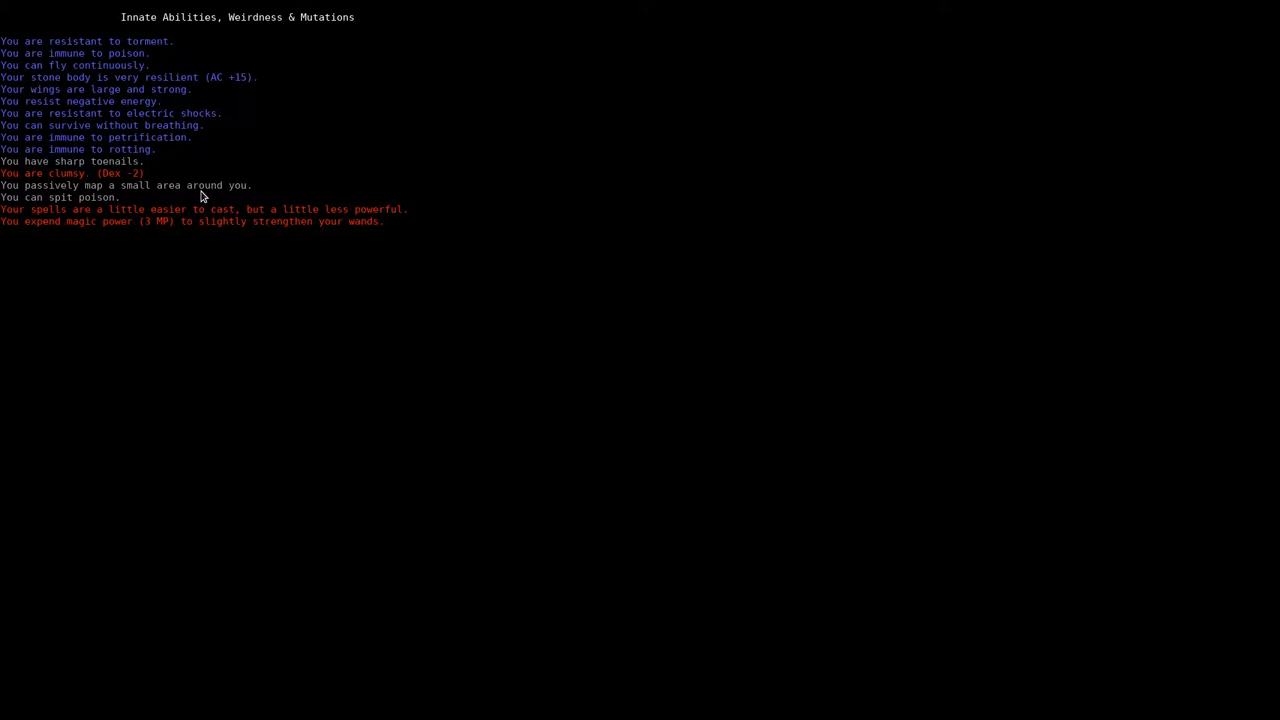 Innate Abilities, Weirdness & Mutations
You are resistant to torment.
You are immune to poison.
You can fly continuously.
Your stone body is very resilient (AC +15).
Your wings are large and strong.
You resist negative energy.
You are resistant to electric shocks.
You can survive without breathing.
You are immune to petrification.
You are immune to rotting.
You have sharp toenails.
You are clumsy. (Dex -2)
You passively map a small area around you.
You can spit poison.
Your spells are a little easier to cast, but a little less powerful.
You expend magic power (3 MP) to slightly strengthen your wands.